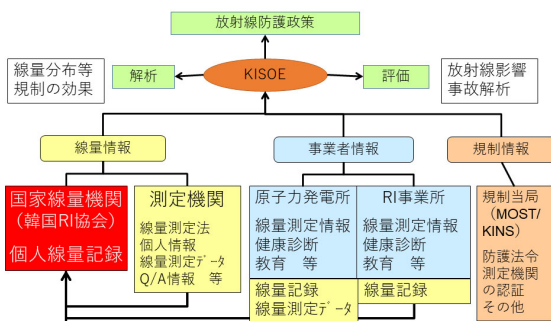 放射線防護政策
線量分布等
規制の効果
解析
KISOE
評価
放射線影響
事故解析
線量情報
事業者情報
規制情報
国家線量機関
(韓国RI協会)
個人線量記録
測定機関
線量測定法
個人情報
線量測定ﾃﾞｰﾀ
Q/A情報 等
原子力発電所
線量測定情報
健康診断
教育 等
線量記録
線量測定ﾃﾞｰﾀ
RI事業所
線量測定情報
健康診断
教育 等
線量記録
規制当局
(MOST/
KINS)
防護法令
測定機関
の認証
その他